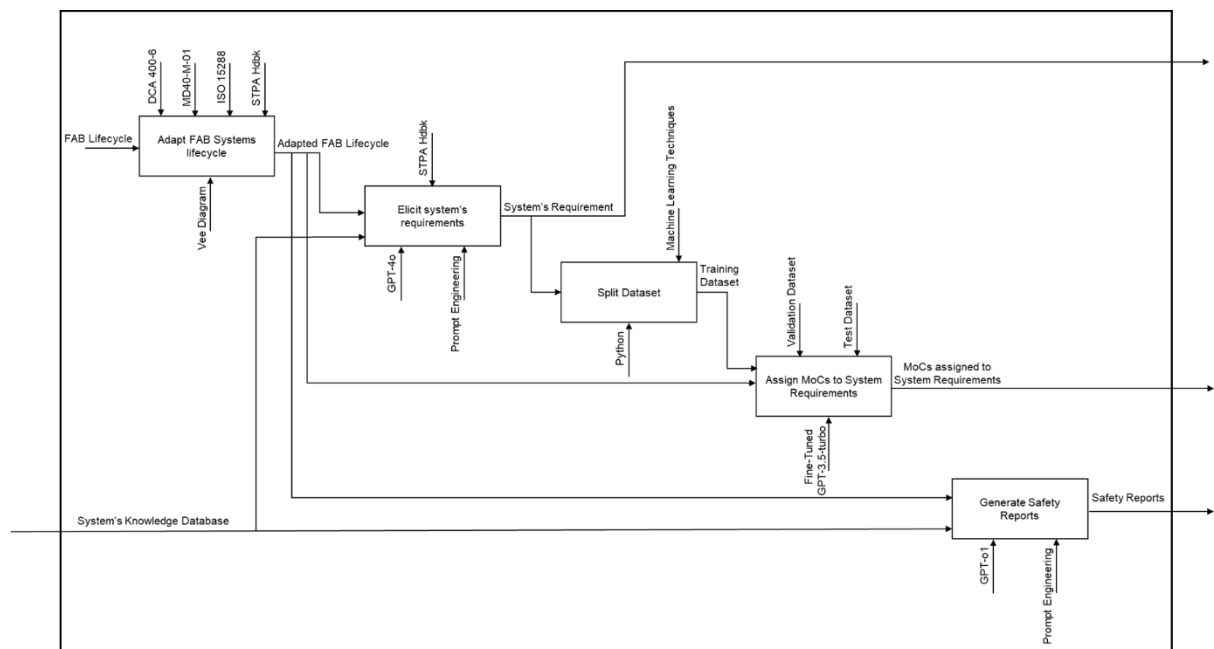 DCA 400-6
MD40-M-01
ISO 15288
STPA Hdbk
FAB Lifecycle
Adapt FAB Systems
lifecycle
Adapted FAB Lifecycle
Vee Diagram
STPA Hdbk
Elicit system's
requirements
System's Requirement
GPT-4o
Prompt Engineering
Machine Learning Techniques
Split Dataset
Training
Dataset
Python
Validation Dataset
Test Dataset
Assign MoCs to System
Requirements
MoCs assigned to
System Requirements
Fine-Tuned
GPT-3.5-turbo
System's Knowledge Database
Generate Safety
Reports
Safety Reports
GPT-o1
Prompt Engineering